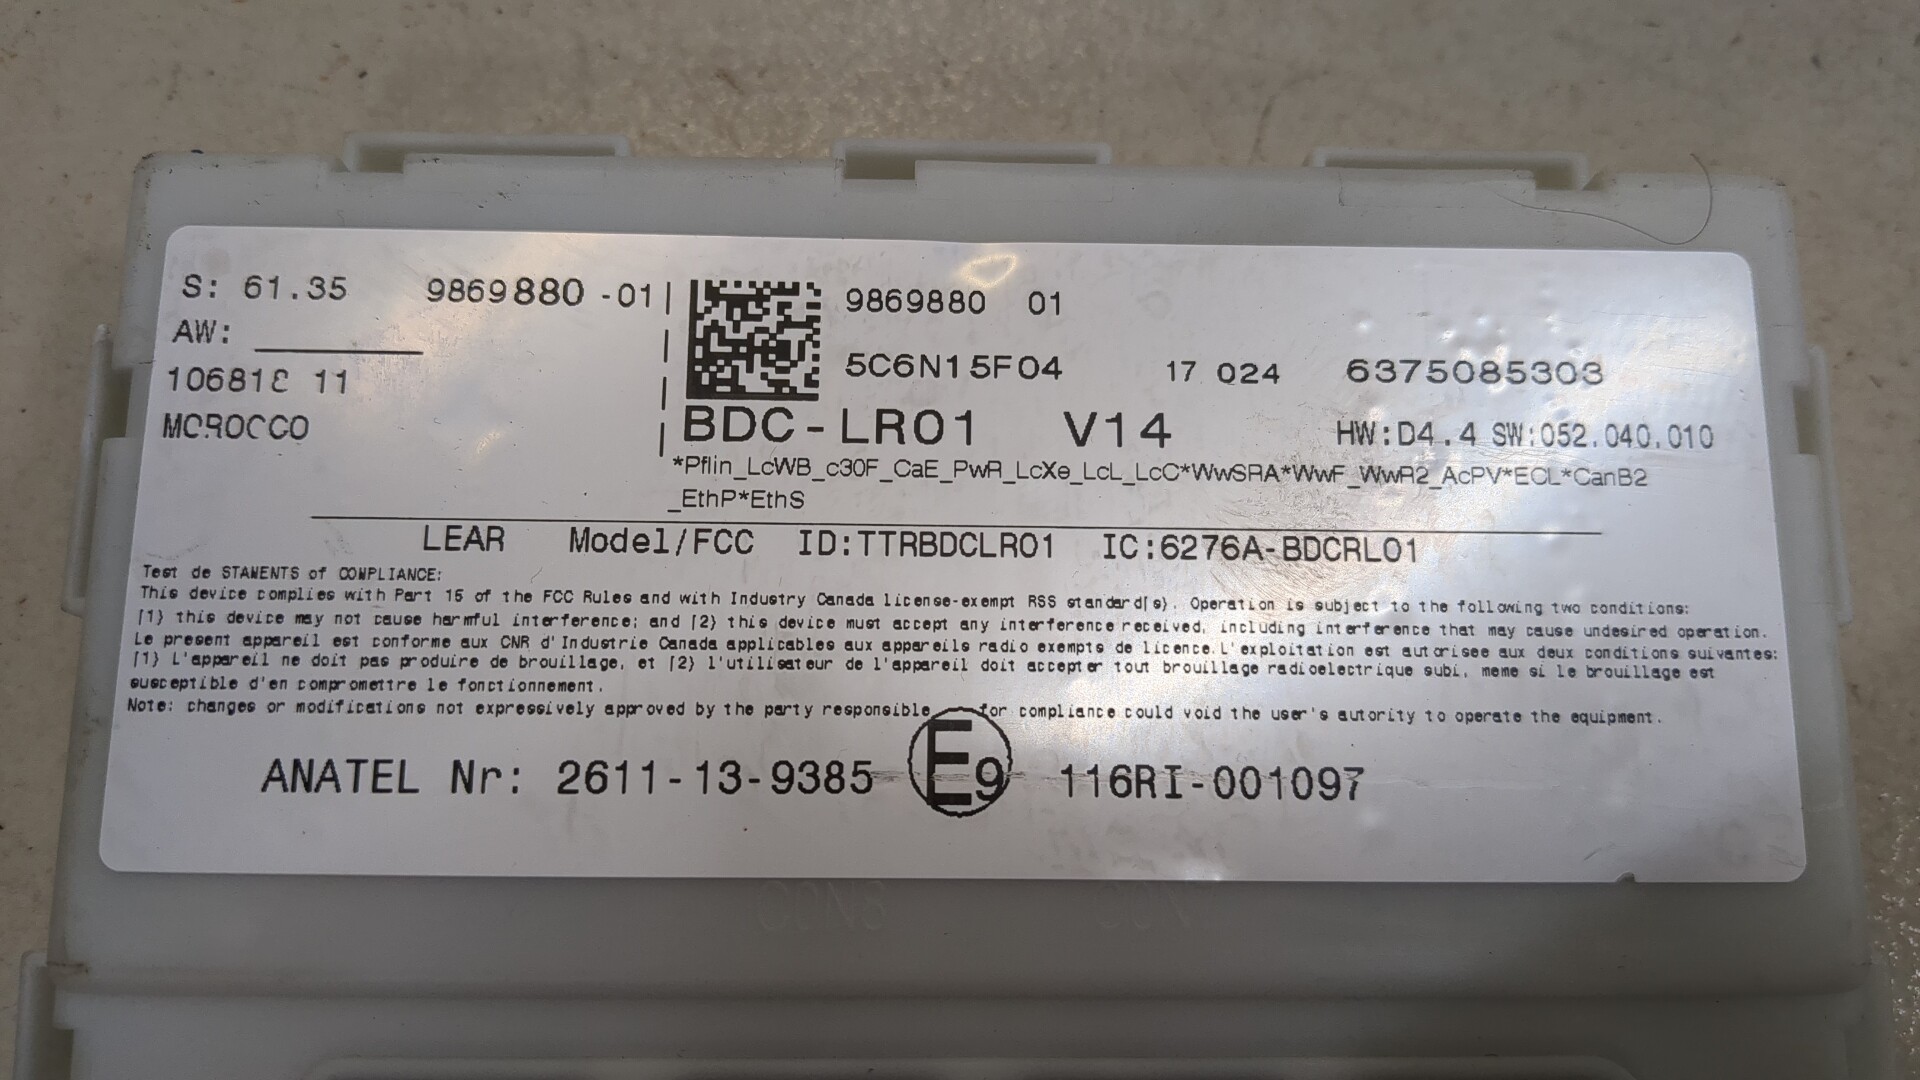 S: 61.35 9869880 -01
AW:
MOROCCO
9869880 01
5C6N15F04 17 024 6375085303
BDC-LR01 V14
HW:D4.4 SW:052.040.010
*Pflin_LcWB_c30F_CaE_PwR_LcXe_LcL_LcC*WwSRA*WwF_WwR2_AcPV*ECL*CanB2
_EthP*EthS
LEAR Model/FCC ID:TTRBDCLR01 IC:6276A-BDCRL01
Test de STAMENTS of COMPLIANCE:
This device complies with Part 15 of the FCC Rules and with Industry Canada license-exempt RSS standard(s). Operation is subject to the following two conditions:
(1) this device may not cause harmful interference; and (2) this device must accept any interference received, including interference that may cause undesired operation.
Le present appareil est conforme aux CNR d'Industrie Canada applicables aux appareils radio exempts de licence.L'exploitation est autorisee aux deux conditions suivantes:
(1) L'appareil ne doit pas produire de brouillage, et (2) l'utilisateur de l'appareil doit accepter tout brouillage radioelectrique subi, meme si le brouillage est
susceptible d'en compromettre le fonctionnement.
Note: changes or modifications not expressively approved by the party responsible for compliance could void the user's autority to operate the equipment.
ANATEL Nr: 2611-13-9385 E9 116RI-001097